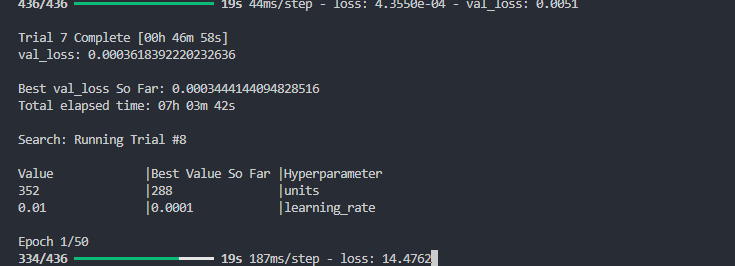 436/436 19s 44ms/step - loss: 4.3550e-04 - val_loss: 0.0051
Trial 7 Complete [00h 46m 58s]
val_loss: 0.0003618392220232636
Best val_loss So Far: 0.0003444144094828516
Total elapsed time: 07h 03m 42s
Search: Running Trial #8
Value |Best Value So Far |Hyperparameter
352 |288 |units
0.01 |0.0001 |learning_rate
Epoch 1/50
334/436 19s 187ms/step - loss: 14.4762